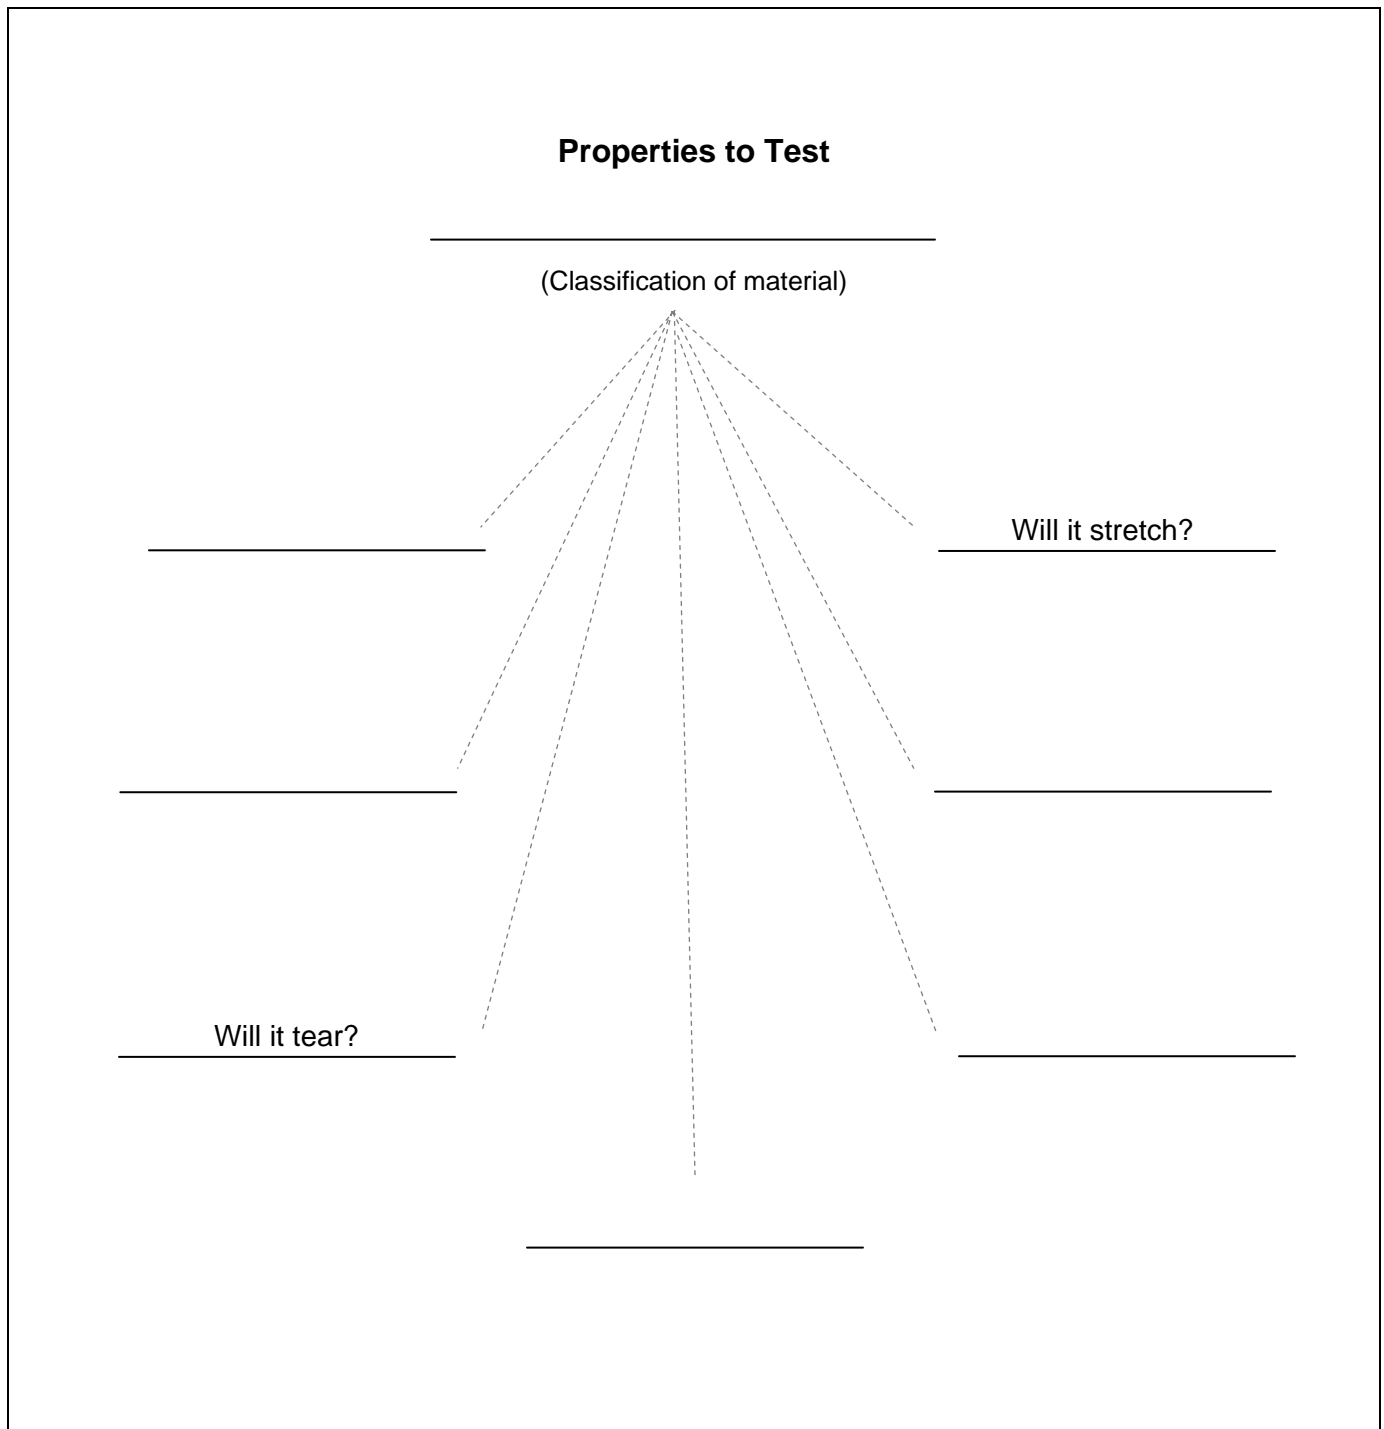 Properties to Test
(Classification of material)
Will it stretch?
Will it tear?